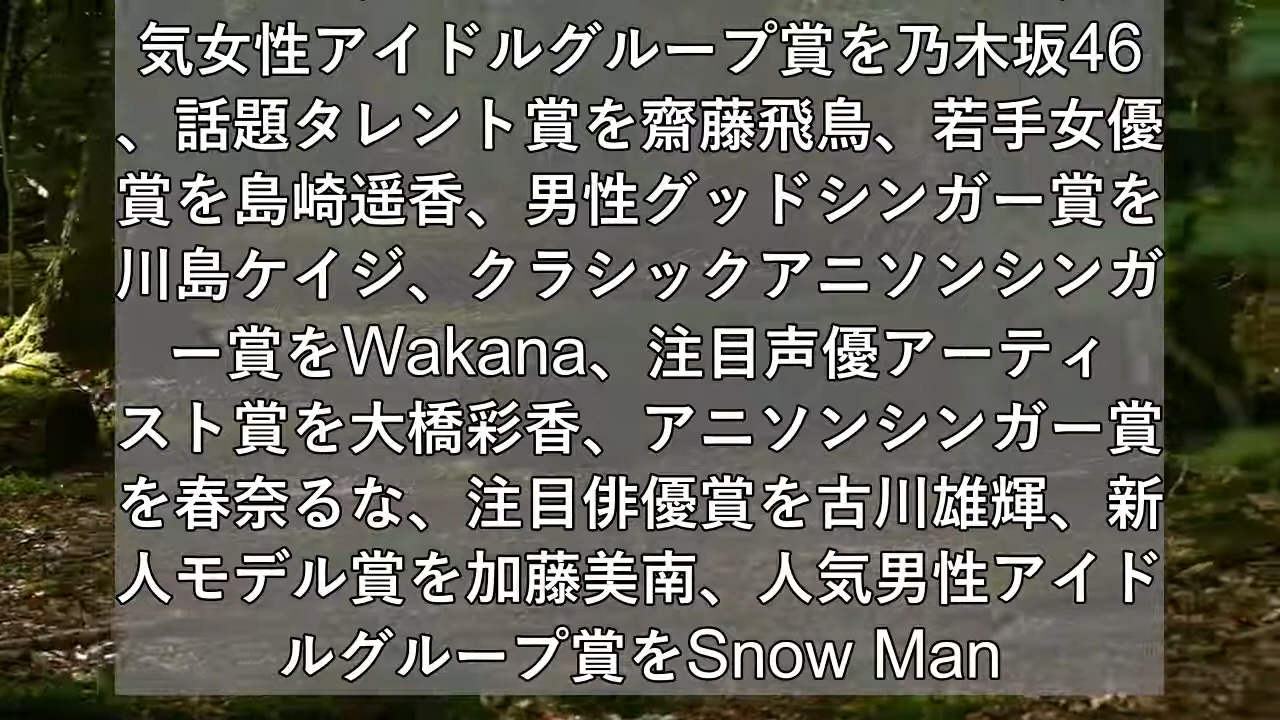 気女性アイドルグループ賞を乃木坂46
、話題タレント賞を齋藤飛鳥、若手女優
賞を島崎遥香、男性グッドシンガー賞を
川島ケイジ、クラシックアニソンシンガ
ー賞をWakana、注目声優アーティ
スト賞を大橋彩香、アニソンシンガー賞
を春奈るな、注目俳優賞を古川雄輝、新
人モデル賞を加藤美南、人気男性アイド
ルグループ賞をSnow Man